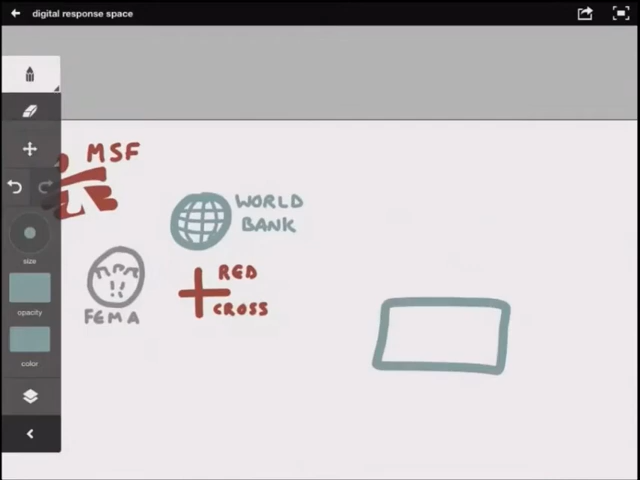 digital response space
MSF
WORLD
BANK
RED
CROSS
FEMA
size
opacity
color